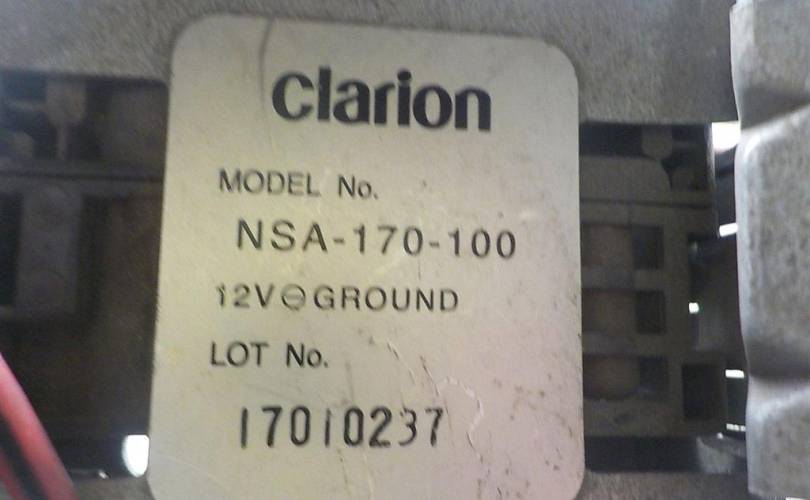 Clarion
MODEL No.
NSA-170-100
12V⊖GROUND
LOT No.
17010237